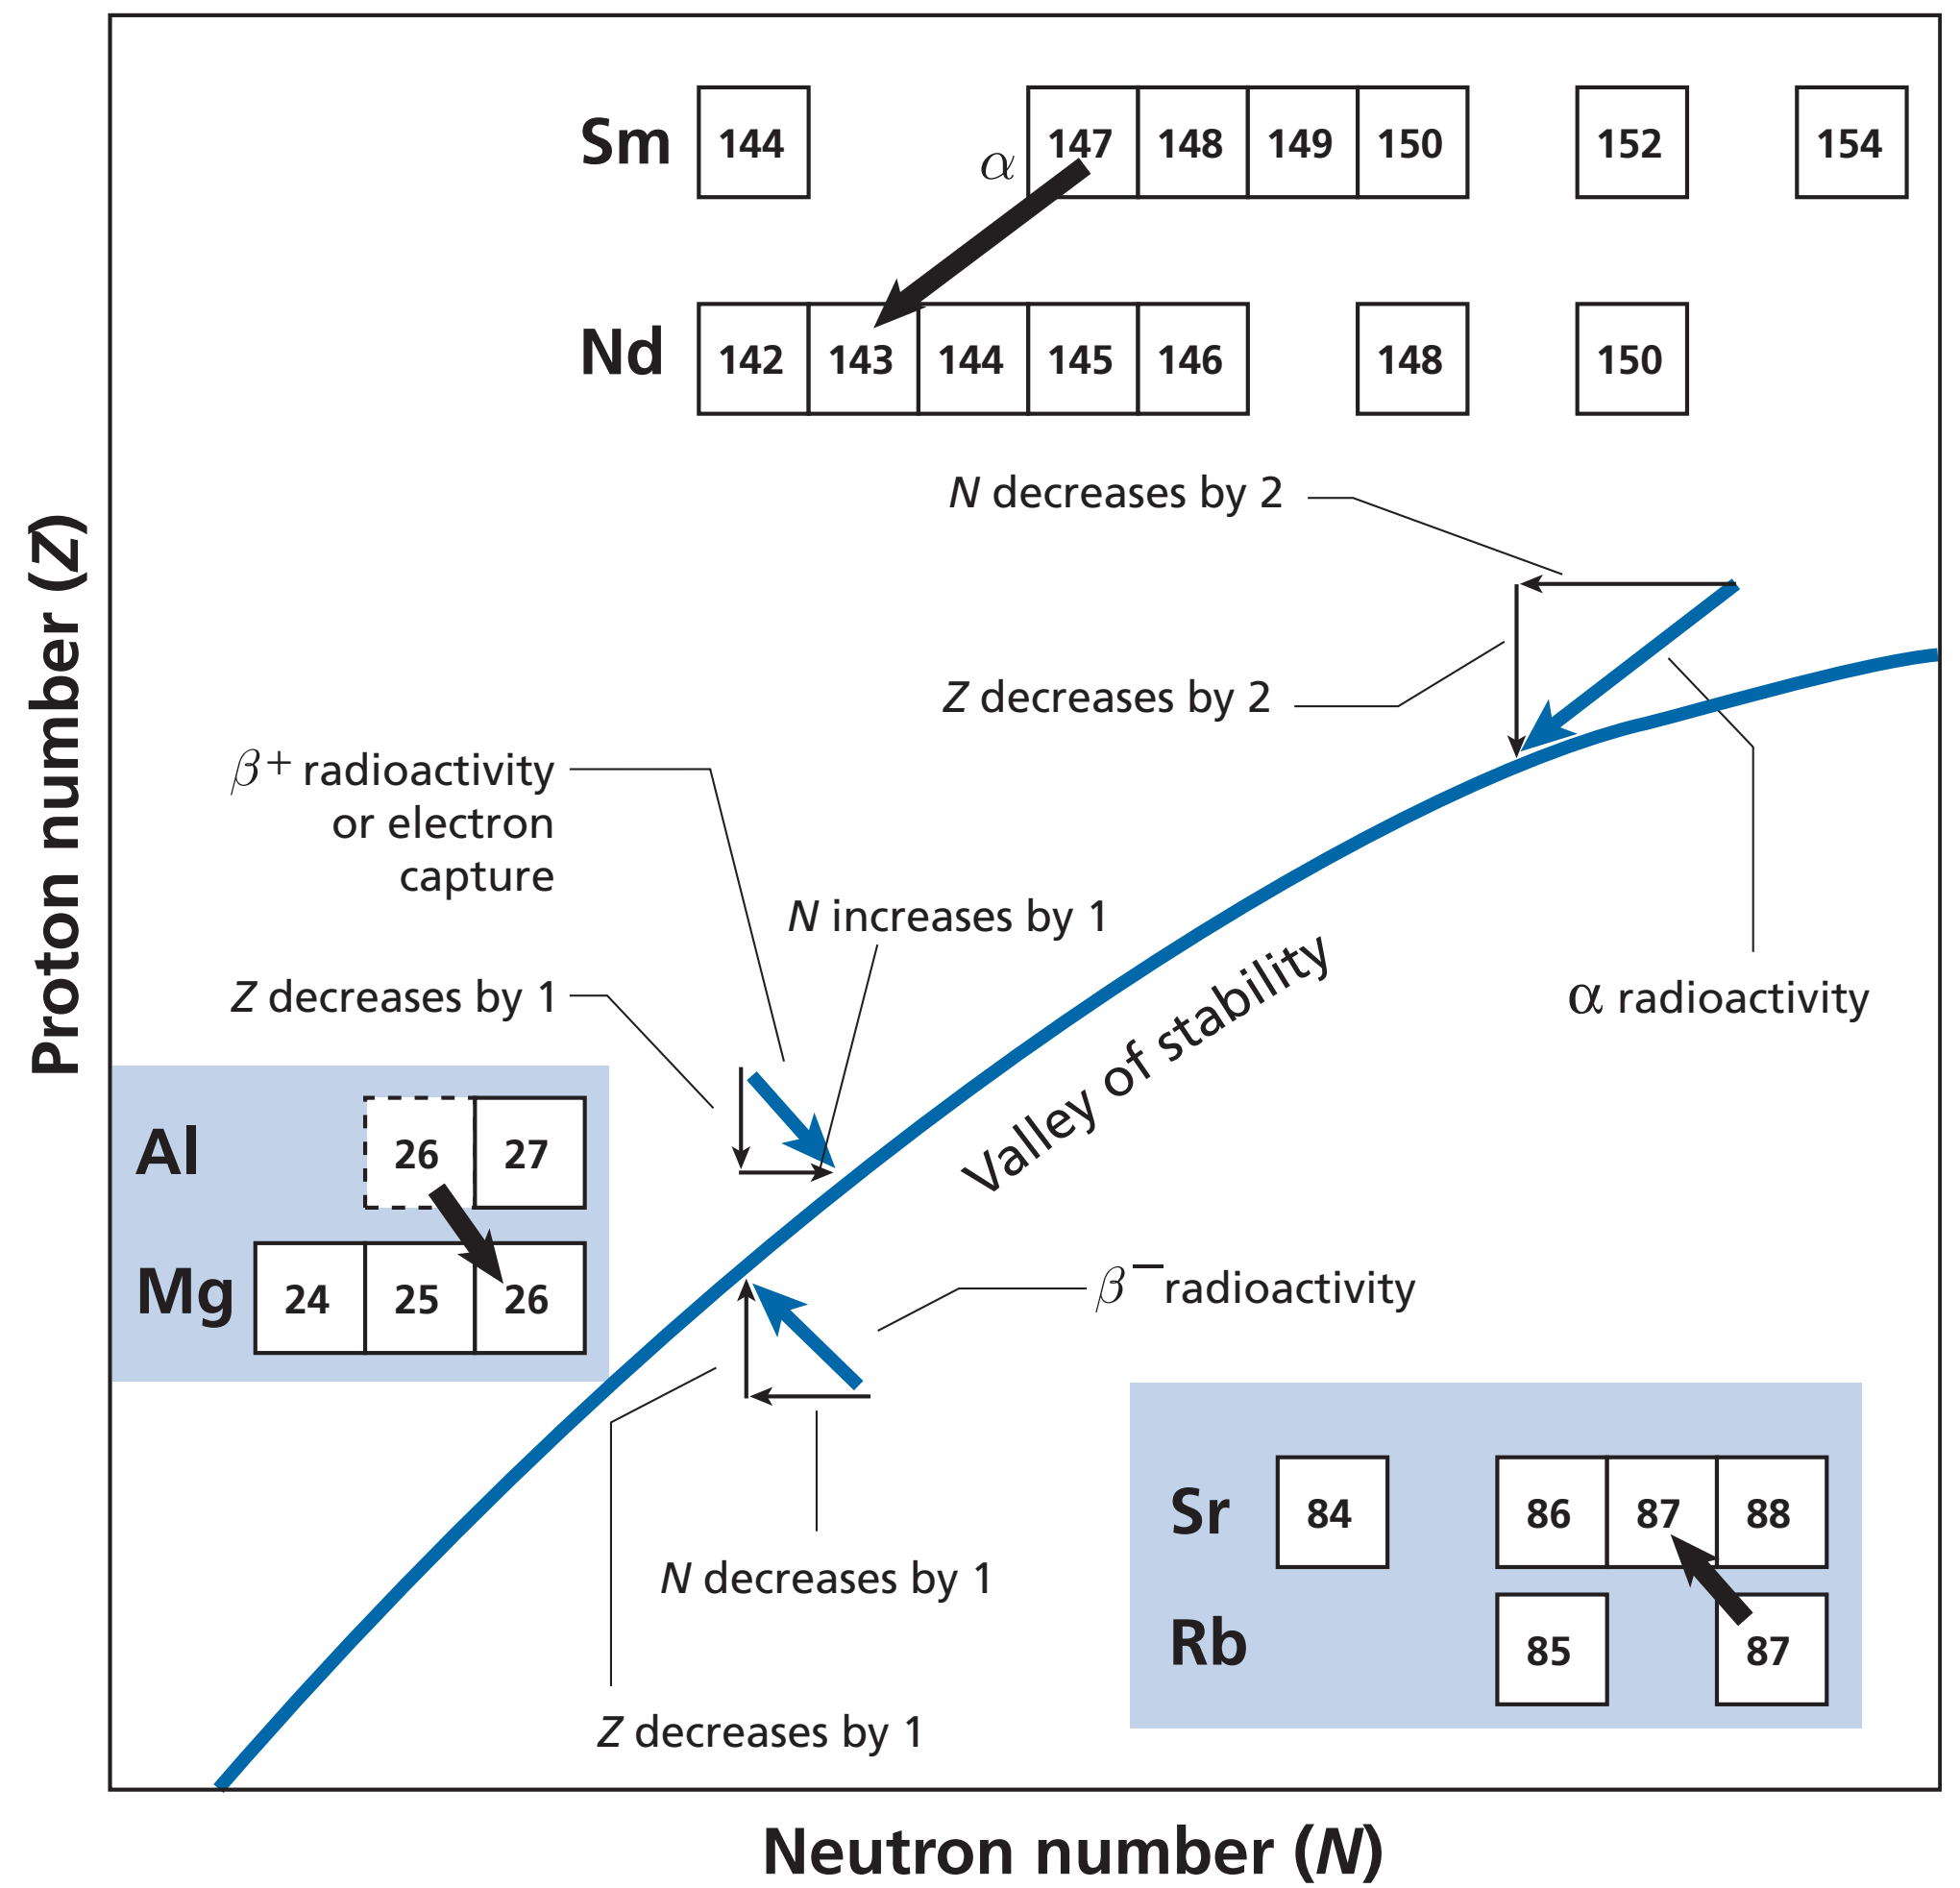 Sm 144 147 148 149 150 152 154
α
Nd 142 143 144 145 146 148 150
N decreases by 2
Z decreases by 2
β+ radioactivity
or electron
capture
N increases by 1
Z decreases by 1
α radioactivity
Valley of stability
Al 26 27
Mg 24 25 26
β− radioactivity
Sr 84 86 87 88
N decreases by 1
Rb 85 87
Z decreases by 1
Proton number (Z)
Neutron number (N)